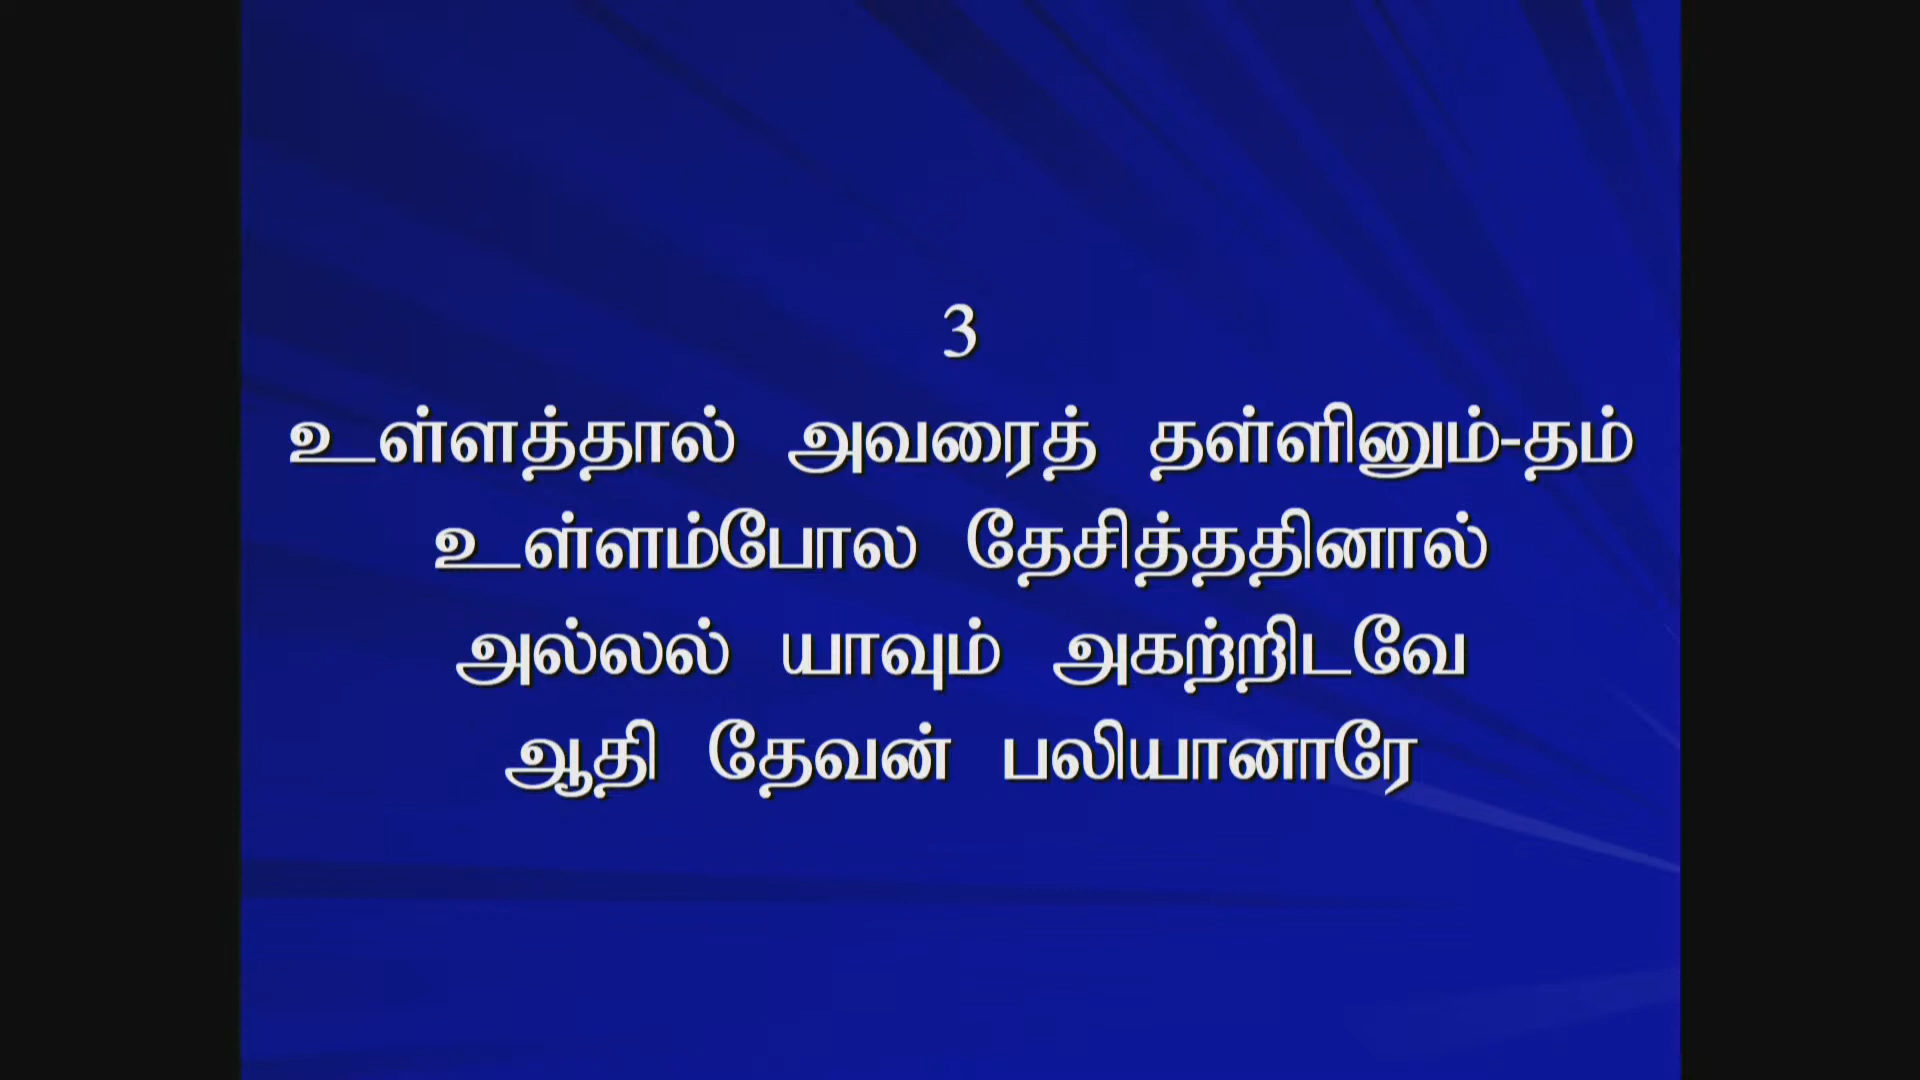 3
உள்ளத்தால் அவரைத் தள்ளினும்-தம்
உள்ளம்போல தேசித்ததினால்
அல்லல் யாவும் அகற்றிடவே
ஆதி தேவன் பலியானாரே